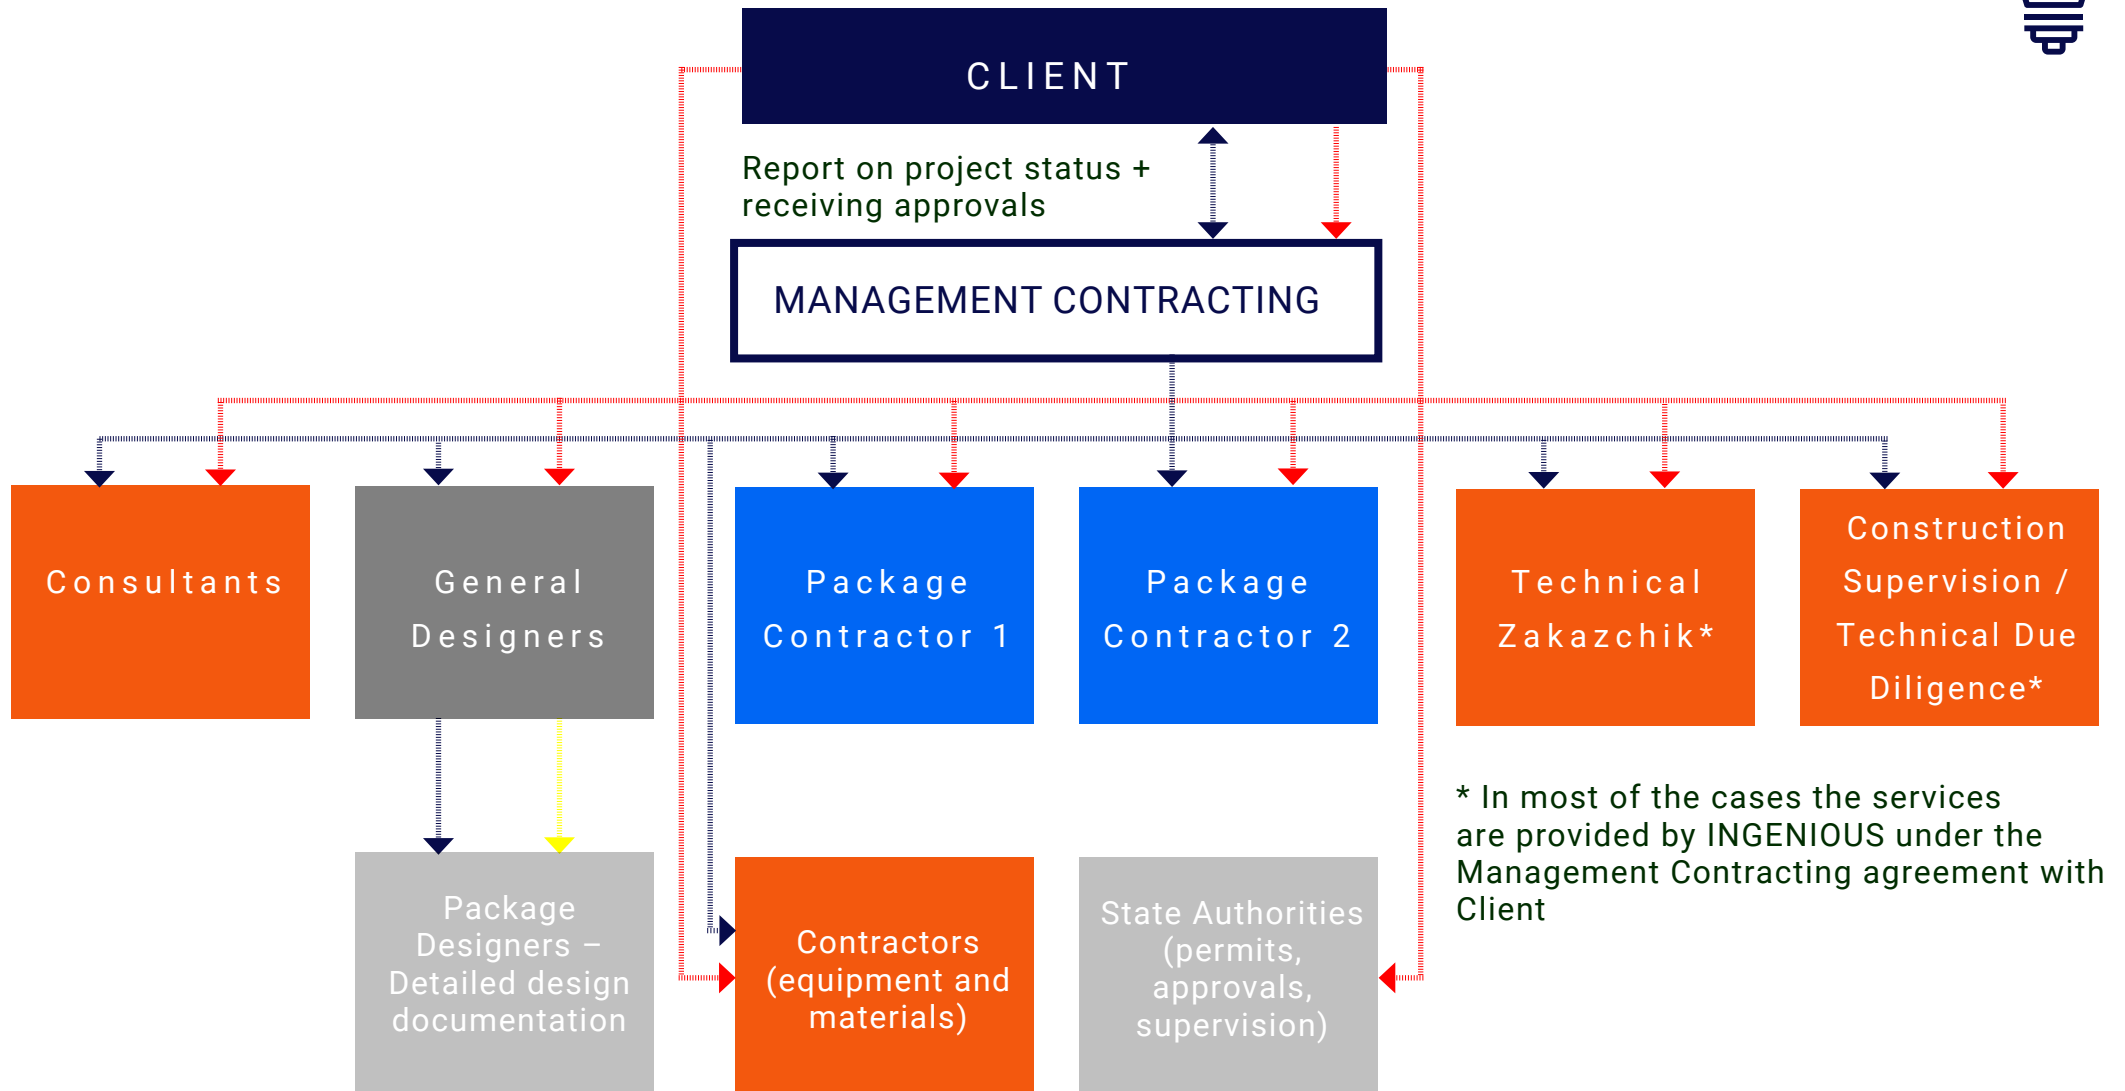 CLIENT
Report on project status +
receiving approvals
MANAGEMENT CONTRACTING
Consultants
General
Designers
Package
Contractor 1
Package
Contractor 2
Technical
Zakazchik*
Construction
Supervision /
Technical Due
Diligence*
* In most of the cases the services
are provided by INGENIOUS under the
Management Contracting agreement with
Client
Package
Designers –
Detailed design
documentation
Contractors
(equipment and
materials)
State Authorities
(permits,
approvals,
supervision)